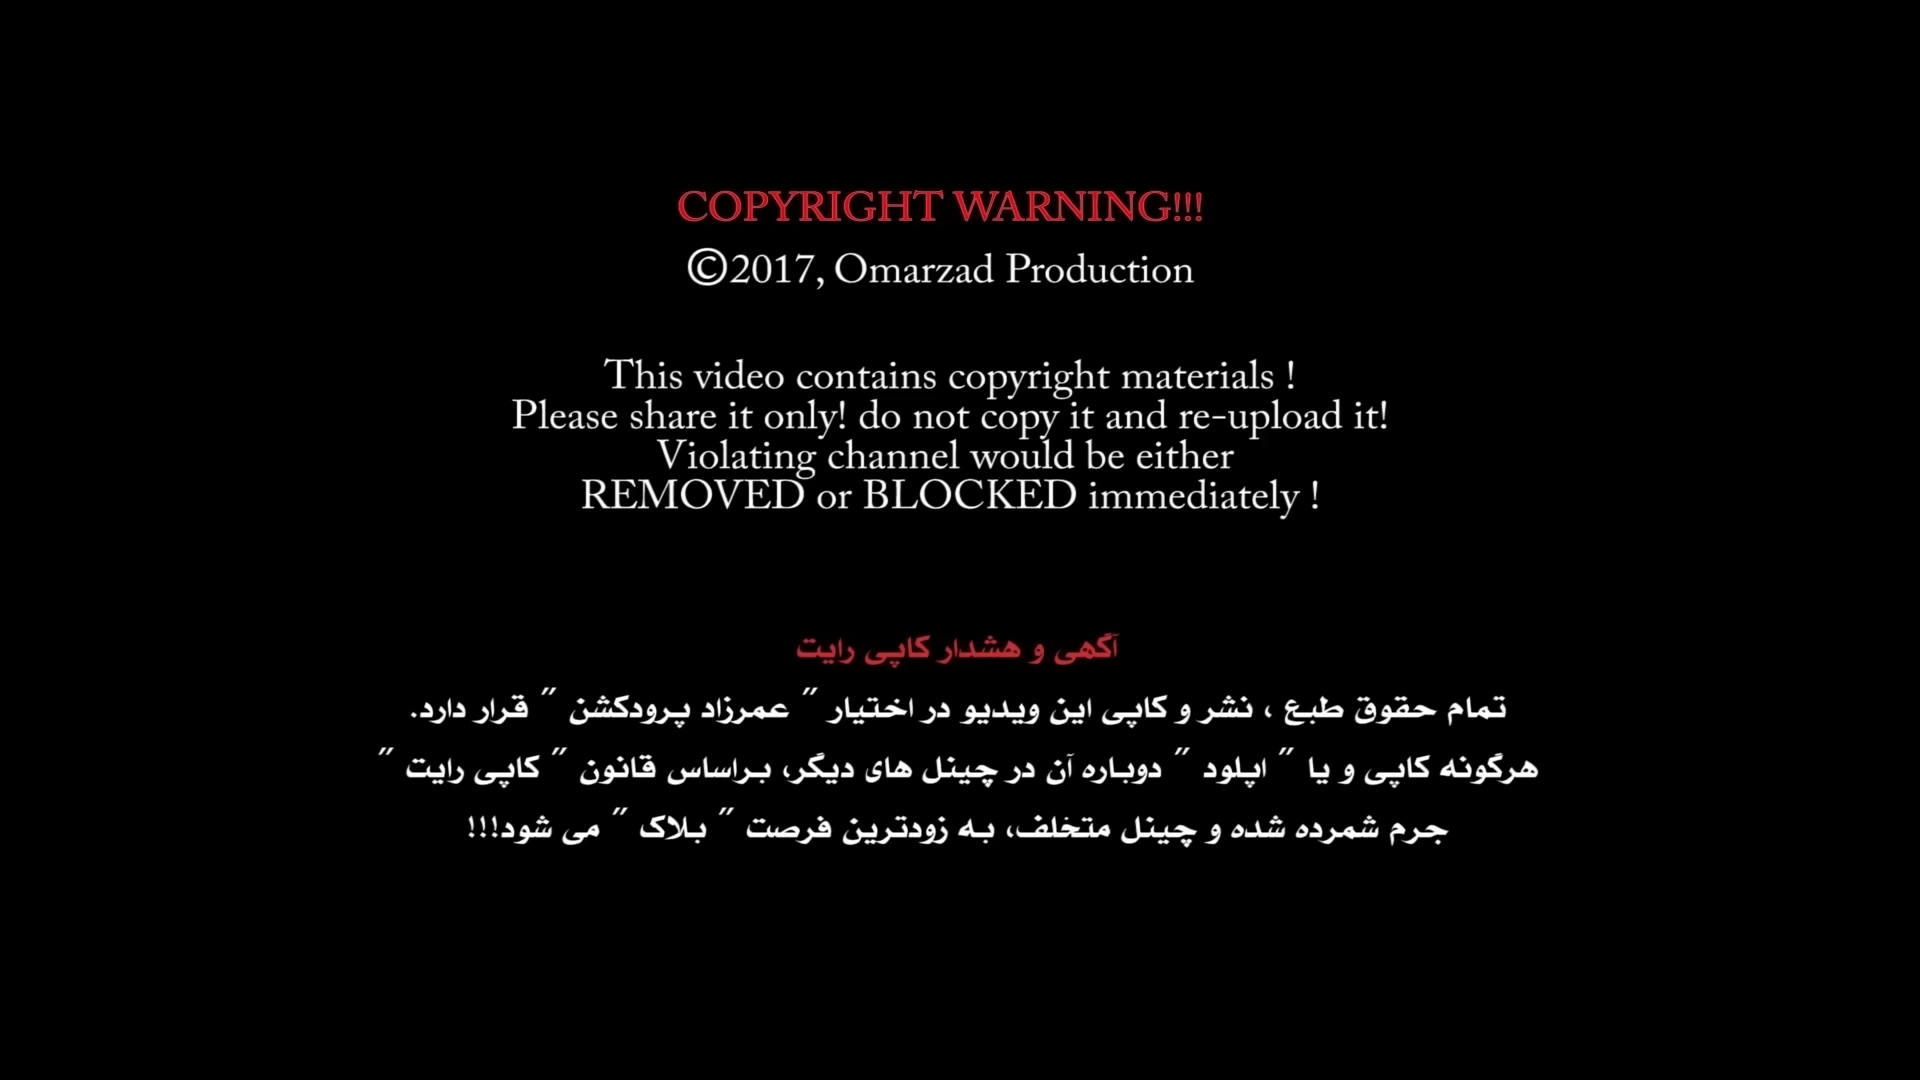 COPYRIGHT WARNING!!!
©2017, Omarzad Production
This video contains copyright materials !
Please share it only! do not copy it and re-upload it!
Violating channel would be either
REMOVED or BLOCKED immediately !
آگهی و هشدار کاپی رایت
تمام حقوق طبع ، نشر و کاپی این ویدیو در اختیار " عمرزاد پرودکشن " قرار دارد.
هرگونه کاپی و یا " اپلود " دوباره آن در چینل های دیگر، براساس قانون " کاپی رایت "
جرم شمرده شده و چینل متخلف، به زودترین فرصت " بلاک " می شود!!!